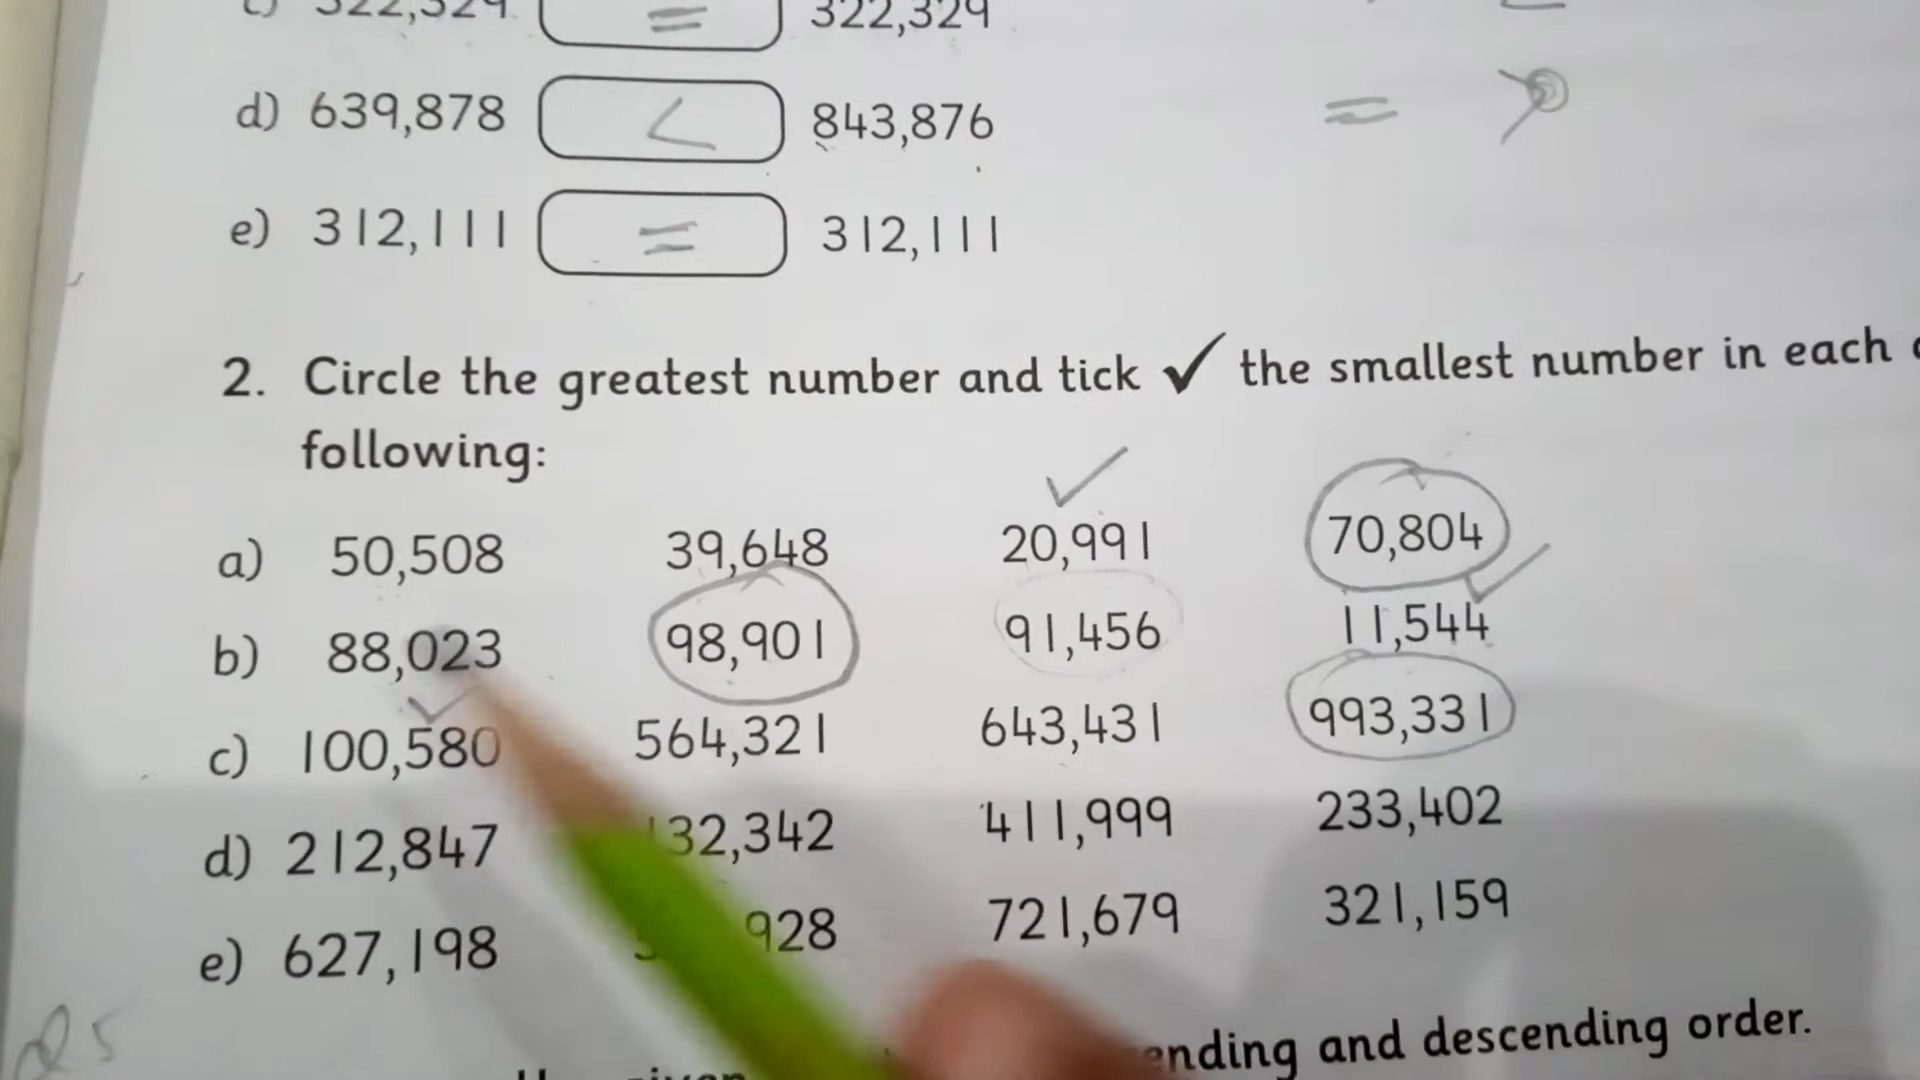 c) 322,329 = 322,329
d) 639,878 < 843,876 =
e) 312,111 = 312,111
2. Circle the greatest number and tick ✓ the smallest number in each
following:
a) 50,508 39,648 20,991 70,804
b) 88,023 98,901 91,456 11,544
c) 100,580 564,321 643,431 993,331
d) 212,847 132,342 411,999 233,402
e) 627,198 928 721,679 321,159
ending and descending order.